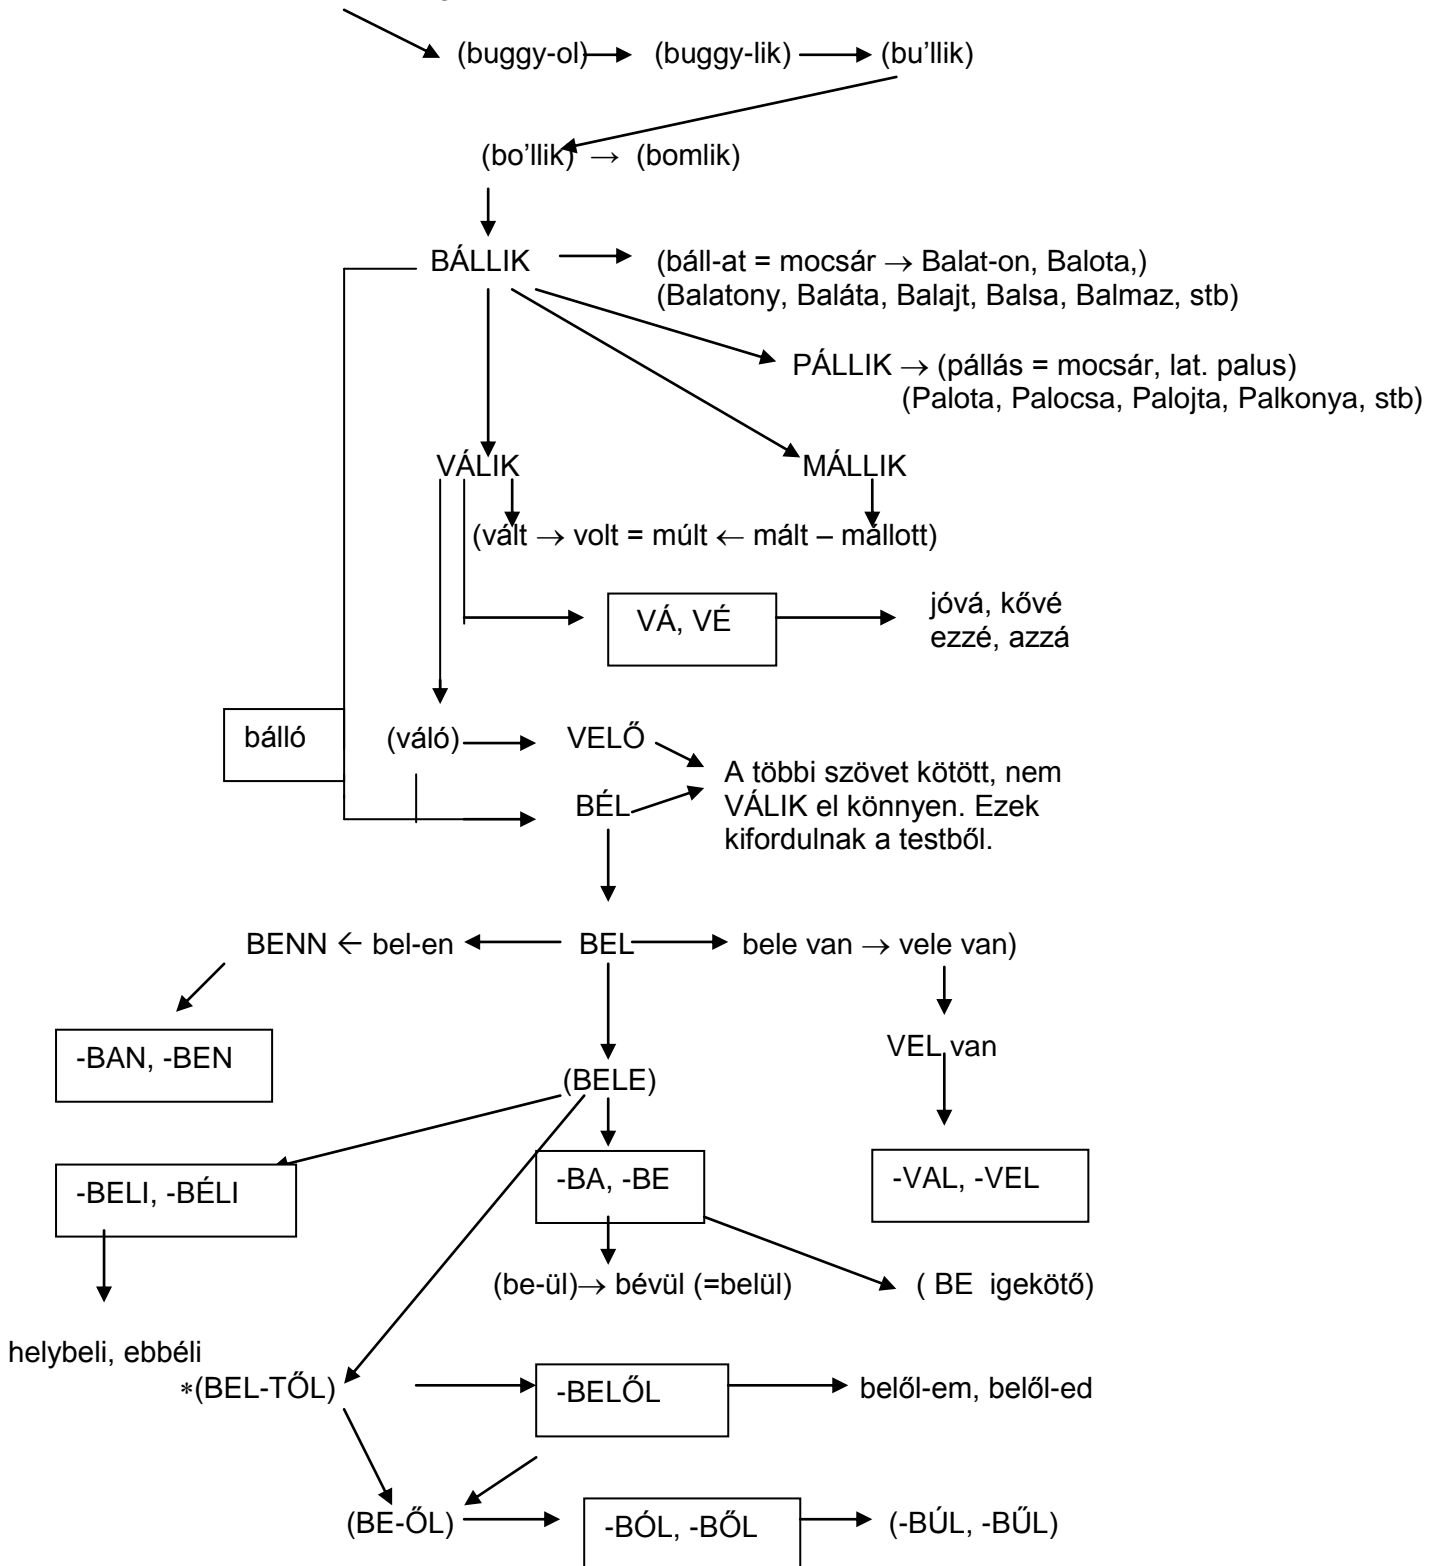 (buggy-ol) (buggy-lik) (bu'llik)
(bo'llik) → (bomlik)
BÁLLIK (báll-at = mocsár → Balat-on, Balota,)
(Balatony, Baláta, Balajt, Balsa, Balmaz, stb)
PÁLLIK → (pállás = mocsár, lat. palus)
(Palota, Palocsa, Palojta, Palkonya, stb)
VÁLIK MÁLLIK
(vált → volt = múlt ← mált – mállott)
VÁ, VÉ jóvá, kővé
ezzé, azzá
bálló (váló) VELŐ
A többi szövet kötött, nem
VÁLIK el könnyen. Ezek
kifordulnak a testből.
BÉL
BENN ← bel-en BEL bele van → vele van)
-BAN, -BEN VEL van
(BELE)
-BELI, -BÉLI -BA, -BE -VAL, -VEL
(be-ül)→ bévül (=belül) ( BE igekötő)
helybeli, ebbéli
*(BEL-TŐL) -BELŐL belől-em, belől-ed
(BE-ŐL) -BÓL, -BŐL (-BÚL, -BŰL)